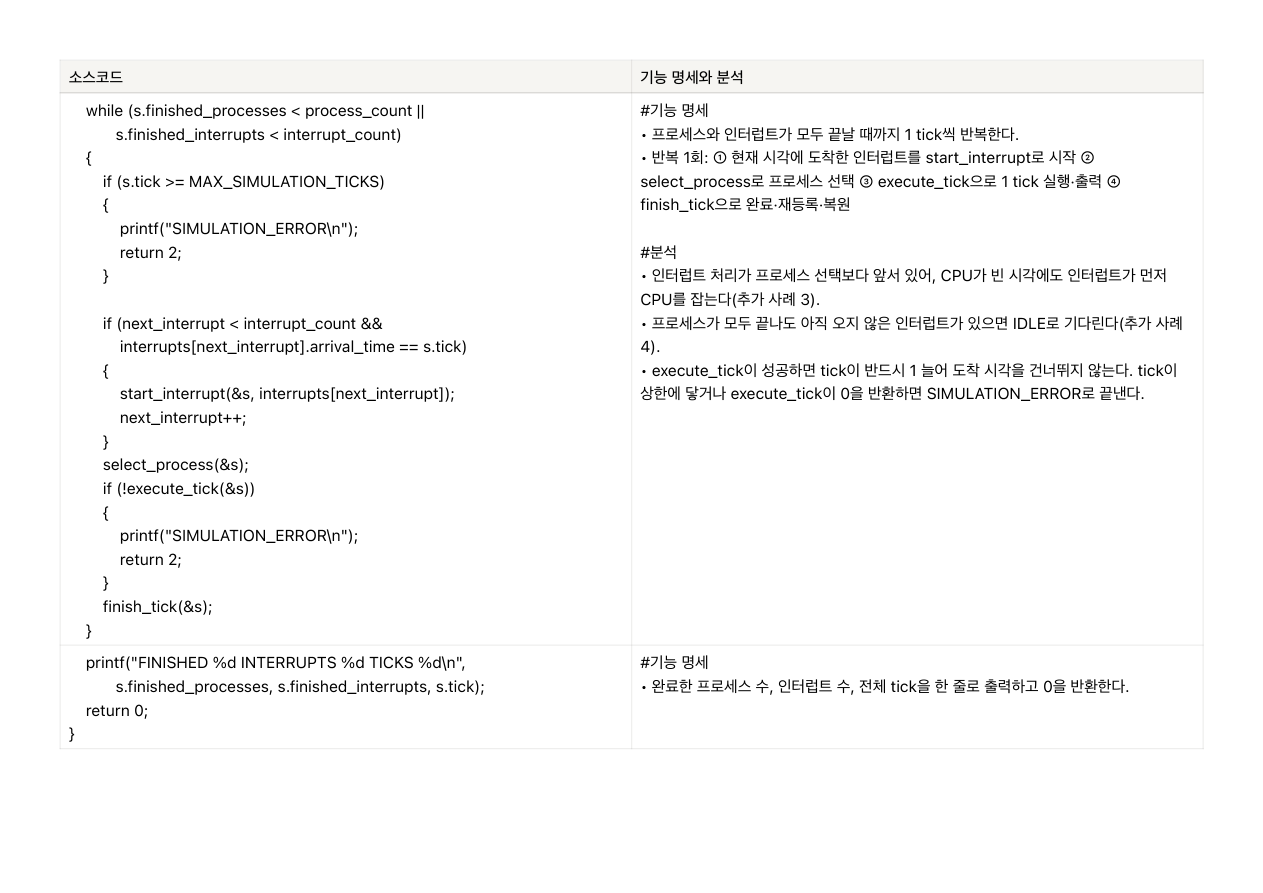 소스코드
기능 명세와 분석
while (s.finished_processes < process_count ||
s.finished_interrupts < interrupt_count)
{
if (s.tick >= MAX_SIMULATION_TICKS)
{
printf("SIMULATION_ERROR\n");
return 2;
}
if (next_interrupt < interrupt_count &&
interrupts[next_interrupt].arrival_time == s.tick)
{
start_interrupt(&s, interrupts[next_interrupt]);
next_interrupt++;
}
select_process(&s);
if (!execute_tick(&s))
{
printf("SIMULATION_ERROR\n");
return 2;
}
finish_tick(&s);
}
#기능 명세
• 프로세스와 인터럽트가 모두 끝날 때까지 1 tick씩 반복한다.
• 반복 1회: ① 현재 시각에 도착한 인터럽트를 start_interrupt로 시작 ②
select_process로 프로세스 선택 ③ execute_tick으로 1 tick 실행·출력 ④
finish_tick으로 완료·재등록·복원
#분석
• 인터럽트 처리가 프로세스 선택보다 앞서 있어, CPU가 빈 시각에도 인터럽트가 먼저
CPU를 잡는다(추가 사례 3).
• 프로세스가 모두 끝나도 아직 오지 않은 인터럽트가 있으면 IDLE로 기다린다(추가 사례
4).
• execute_tick이 성공하면 tick이 반드시 1 늘어 도착 시각을 건너뛰지 않는다. tick이
상한에 닿거나 execute_tick이 0을 반환하면 SIMULATION_ERROR로 끝낸다.
printf("FINISHED %d INTERRUPTS %d TICKS %d\n",
s.finished_processes, s.finished_interrupts, s.tick);
return 0;
}
#기능 명세
• 완료한 프로세스 수, 인터럽트 수, 전체 tick을 한 줄로 출력하고 0을 반환한다.